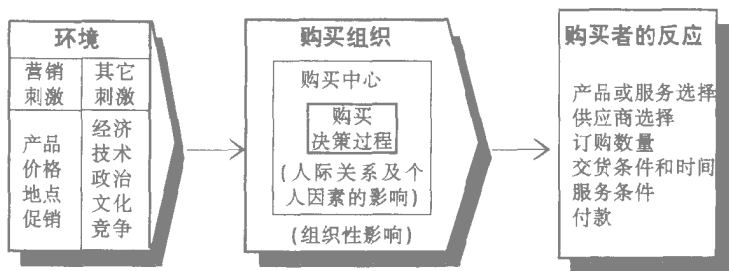 环境
营销
刺激
其它
刺激
产品
价格
地点
促销
经济
技术
政治
文化
竞争
购买组织
购买中心
购买
决策过程
(人际关系及个
人因素的影响)
(组织性影响)
购买者的反应
产品或服务选择
供应商选择
订购数量
交货条件和时间
服务条件
付款